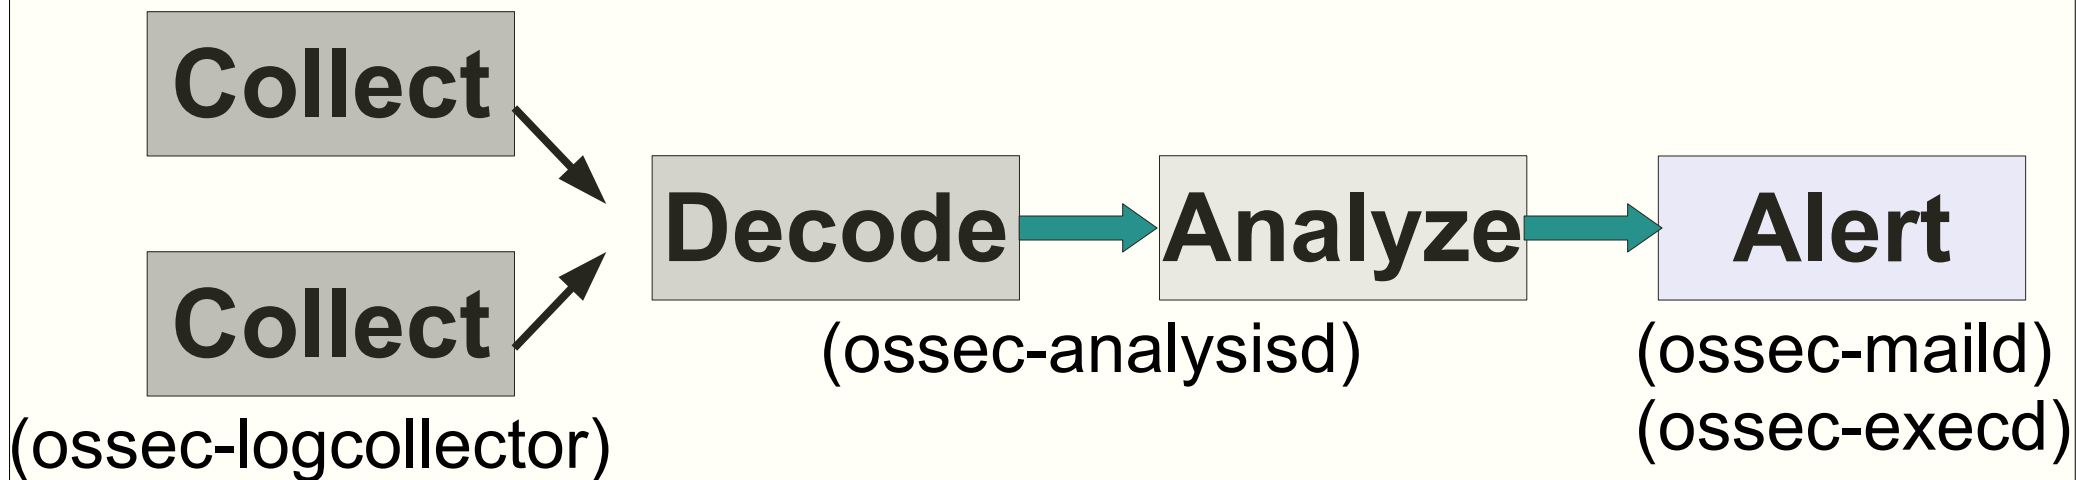 Collect
Collect
(ossec-logcollector)
Decode
Analyze
(ossec-analysisd)
Alert
(ossec-maild)
(ossec-execd)